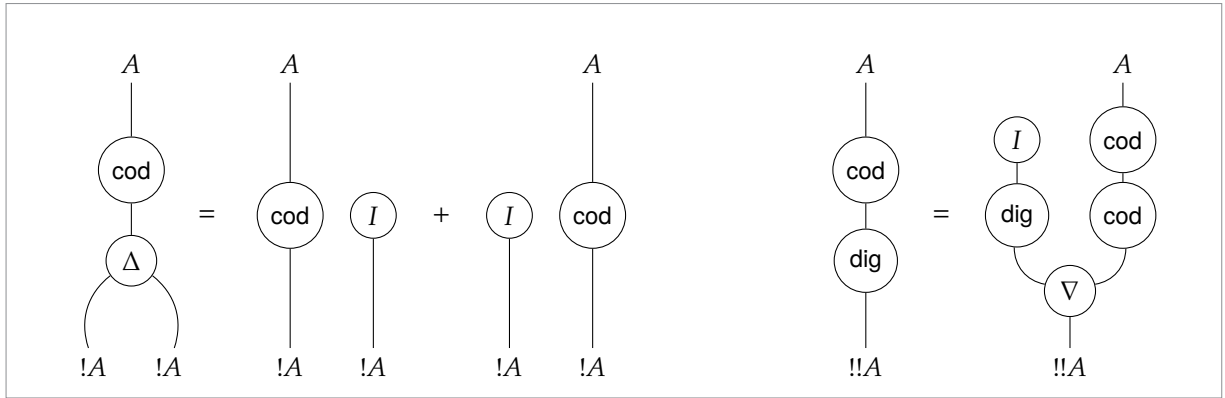 A A A A A
I cod
cod cod
cod I I cod dig cod
= + =
Δ dig ∇
!A !A !A !A !A !A !!A !!A